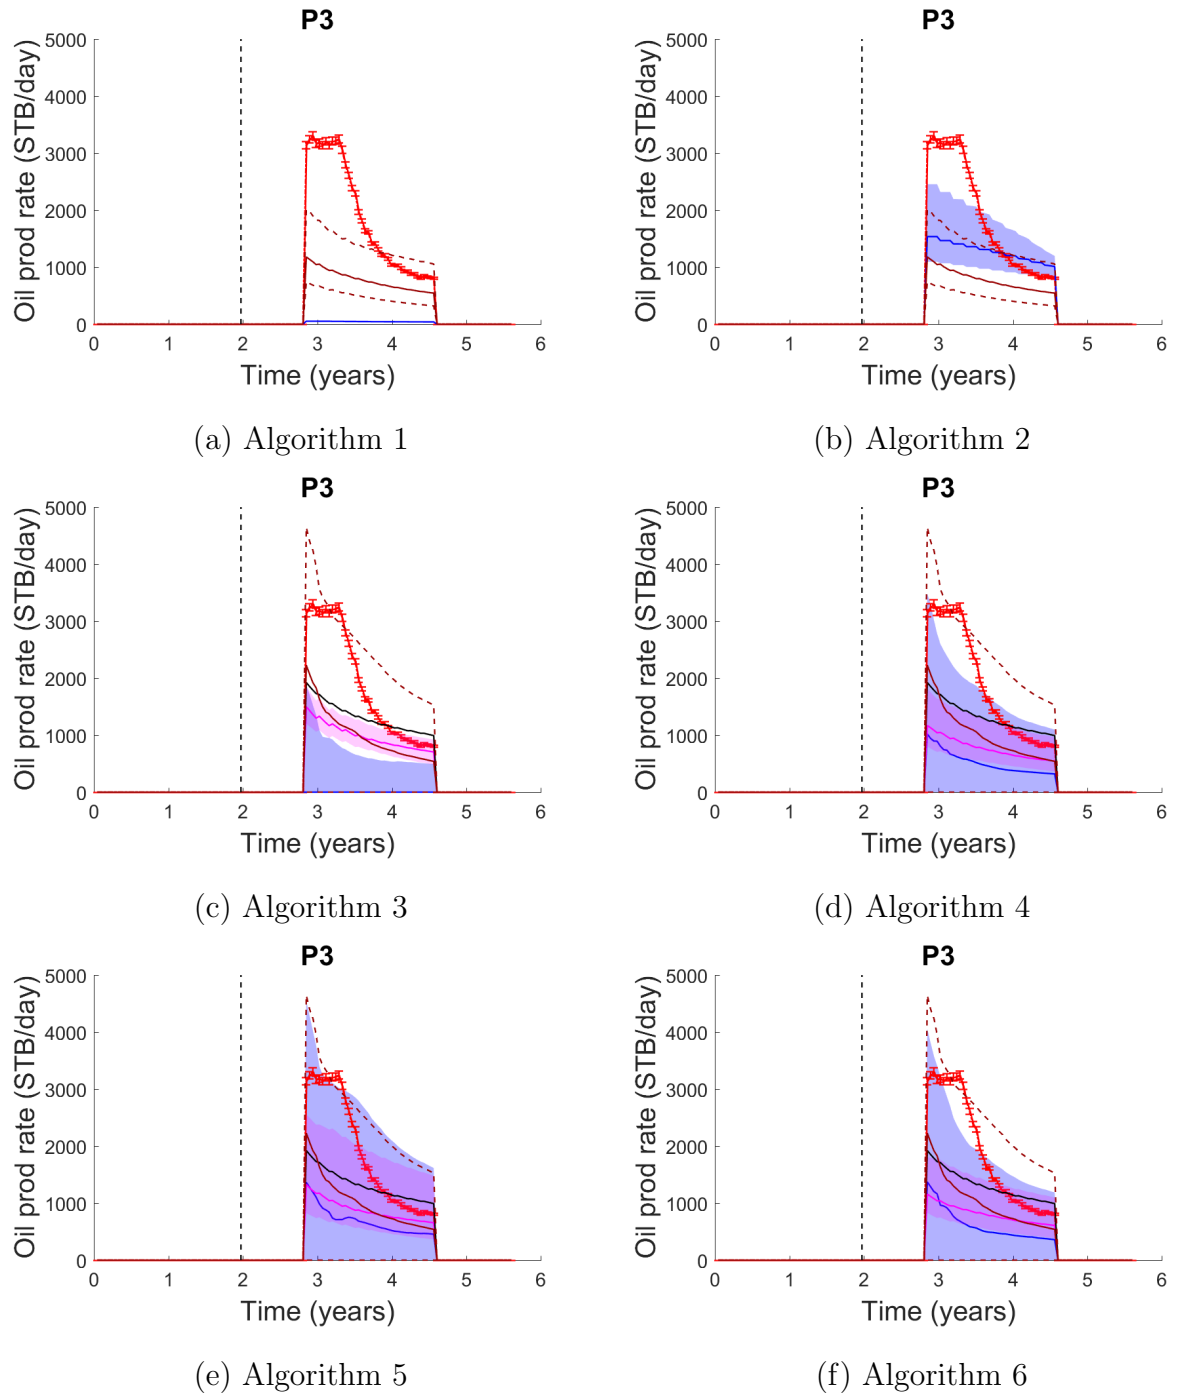 P3
Oil prod rate (STB/day)
5000
4000
3000
2000
1000
0
0 1 2 3 4 5 6
Time (years)
(a) Algorithm 1
P3
Oil prod rate (STB/day)
5000
4000
3000
2000
1000
0
0 1 2 3 4 5 6
Time (years)
(b) Algorithm 2
P3
Oil prod rate (STB/day)
5000
4000
3000
2000
1000
0
0 1 2 3 4 5 6
Time (years)
(c) Algorithm 3
P3
Oil prod rate (STB/day)
5000
4000
3000
2000
1000
0
0 1 2 3 4 5 6
Time (years)
(d) Algorithm 4
P3
Oil prod rate (STB/day)
5000
4000
3000
2000
1000
0
0 1 2 3 4 5 6
Time (years)
(e) Algorithm 5
P3
Oil prod rate (STB/day)
5000
4000
3000
2000
1000
0
0 1 2 3 4 5 6
Time (years)
(f) Algorithm 6